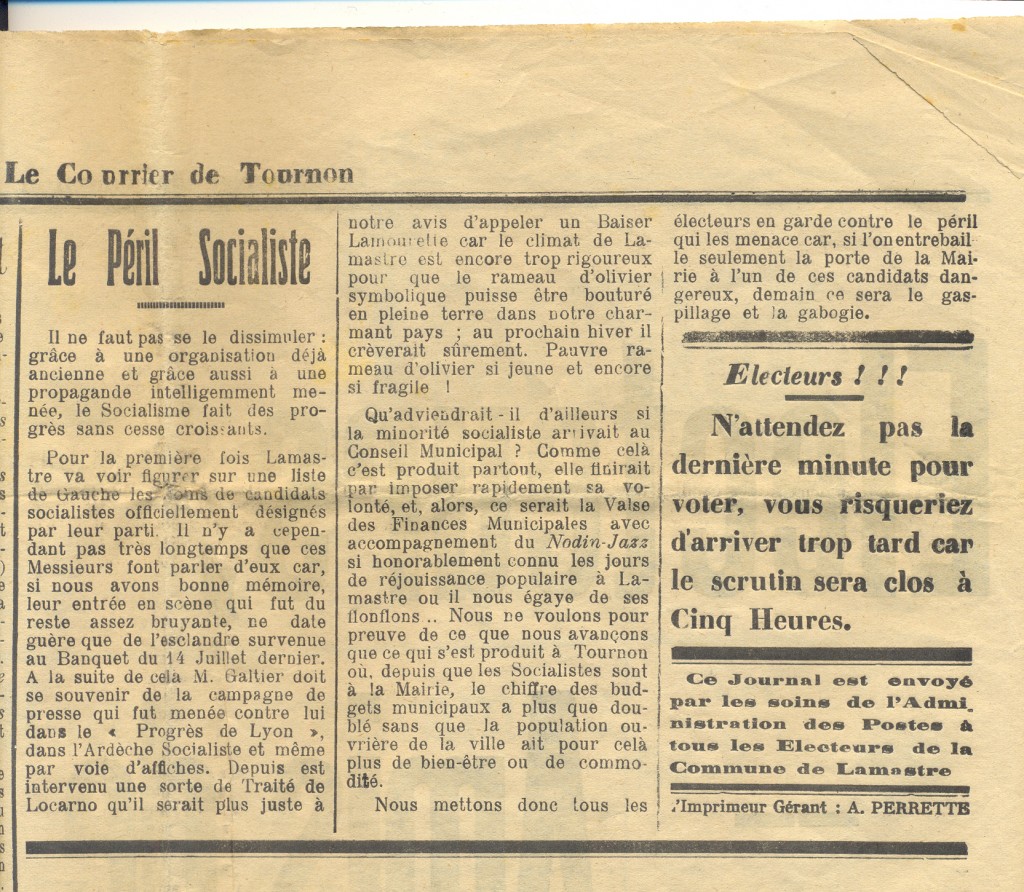 Le Courrier de Tournon
Le Péril Socialiste
Il ne faut pas se le dissimuler :
grâce à une organisation déjà
ancienne et grâce aussi à une
propagande intelligemment me-
née, le Socialisme fait des pro-
grès sans cesse croissants.
Pour la première fois Lamas-
tre va voir figurer sur une liste
de Gauche les noms de candidats
socialistes officiellement désignés
par leur parti. Il n'y a cepen-
dant pas très longtemps que ces
Messieurs font parler d'eux car,
si nous avons bonne mémoire,
leur entrée en scène qui fut du
reste assez bruyante, ne date
guère que de l'esclandre survenue
au Banquet du 14 Juillet dernier.
A la suite de celà M. Galtier doit
se souvenir de la campagne de
presse qui fut menée contre lui
dans le « Progrès de Lyon »,
dans l'Ardèche Socialiste et même
par voie d'affiches. Depuis est
intervenu une sorte de Traité de
Locarno qu'il serait plus juste à
notre avis d'appeler un Baiser
Lamourette car le climat de La-
mastre est encore trop rigoureux
pour que le rameau d'olivier
symbolique puisse être bouturé
en pleine terre dans notre char-
mant pays ; au prochain hiver il
crèverait sûrement. Pauvre ra-
meau d'olivier si jeune et encore
si fragile !
Qu'adviendrait-il d'ailleurs si
la minorité socialiste arrivait au
Conseil Municipal ? Comme celà
c'est produit partout, elle finirait
par imposer rapidement sa vo-
lonté, et, alors, ce serait la Valse
des Finances Municipales avec
accompagnement du Nodin-Jazz
si honorablement connu les jours
de réjouissance populaire à La-
mastre ou il nous égaye de ses
flonflons .. Nous ne voulons pour
preuve de ce que nous avançons
que ce qui s'est produit à Tournon
où, depuis que les Socialistes sont
à la Mairie, le chiffre des bud-
gets municipaux a plus que dou-
blé sans que la population ou-
vrière de la ville ait pour celà
plus de bien-être ou de commo-
dité.
Nous mettons donc tous les
électeurs en garde contre le péril
qui les menace car, si l'on entrebail-
le seulement la porte de la Mai-
rie à l'un de ces candidats dan-
gereux, demain ce sera le gas-
pillage et la gabogie.
Electeurs ! ! !
N'attendez pas la
dernière minute pour
voter, vous risqueriez
d'arriver trop tard car
le scrutin sera clos à
Cinq Heures.
Ce Journal est envoyé
par les soins de l'Admi-
nistration des Postes à
tous les Electeurs de la
Commune de Lamastre
L'Imprimeur Gérant : A. PERRETTE